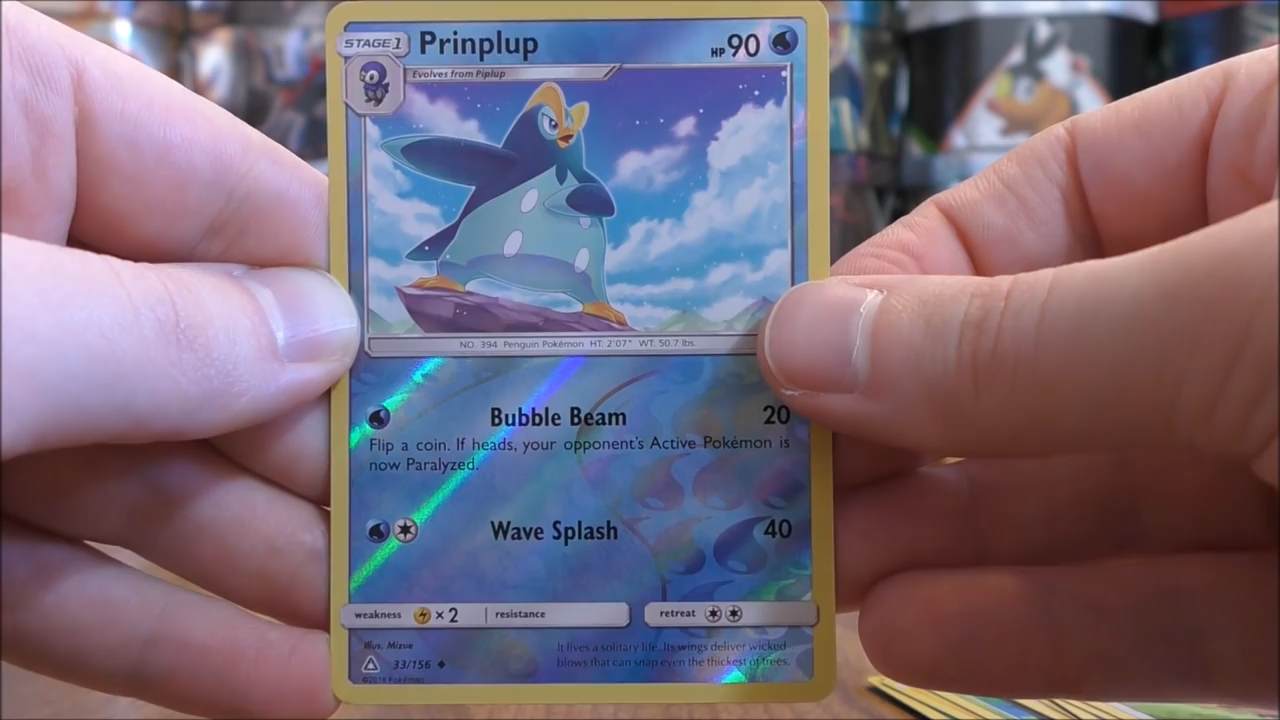 STAGE 1 Prinplup HP 90
Evolves from Piplup
NO. 394 Penguin Pokémon HT: 2'07" WT: 50.7 lbs.
Bubble Beam 20
Flip a coin. If heads, your opponent's Active Pokémon is
now Paralyzed.
Wave Splash 40
weakness × 2 resistance retreat
Illus. Mizue
It lives a solitary life. Its wings deliver wicked
blows that can snap even the thickest of trees.
33/156
©2018 Pokémon